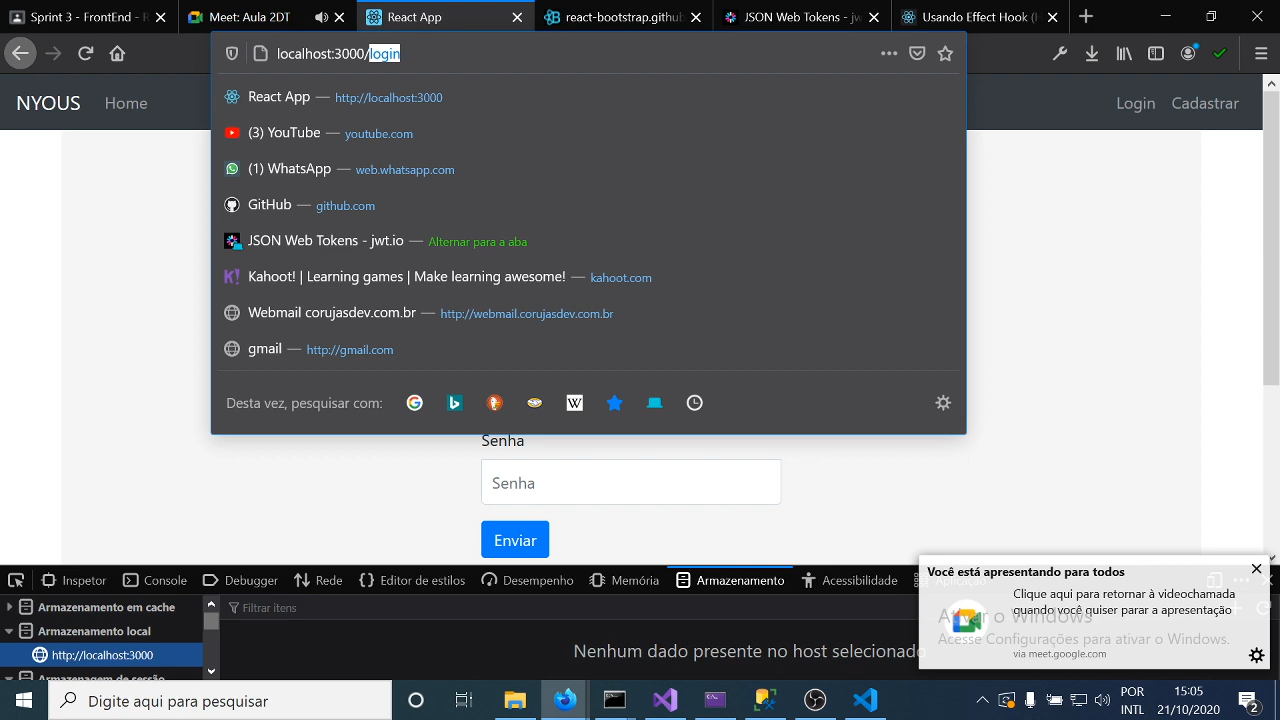 Sprint 3 - FrontEnd - R
Meet: Aula 2DT
React App
react-bootstrap.github
JSON Web Tokens - jw
Usando Effect Hook (
localhost:3000/login
NYOUS Home Login Cadastrar
React App — http://localhost:3000
(3) YouTube — youtube.com
(1) WhatsApp — web.whatsapp.com
GitHub — github.com
JSON Web Tokens - jwt.io — Alternar para a aba
Kahoot! | Learning games | Make learning awesome! — kahoot.com
Webmail corujasdev.com.br — http://webmail.corujasdev.com.br
gmail — http://gmail.com
Desta vez, pesquisar com:
Senha
Senha
Enviar
Inspetor Console Debugger Rede Editor de estilos Desempenho Memória Armazenamento Acessibilidade
Armazenamento em cache
Armazenamento local
http://localhost:3000
Armazenamento de sessão
Filtrar itens
Nenhum dado presente no host selecionado
Você está apresentando para todos
Clique aqui para retornar à videochamada
quando você quiser parar a apresentação
via meet.google.com
Ativar o Windows
Acesse Configurações para ativar o Windows.
Digite aqui para pesquisar
POR
INTL
15:05
21/10/2020
2